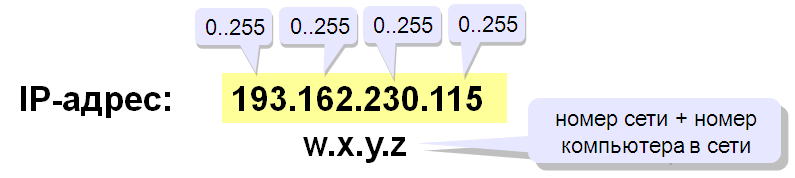 0..255 0..255 0..255 0..255
IP-адрес: 193.162.230.115
w.x.y.z
номер сети + номер
компьютера в сети